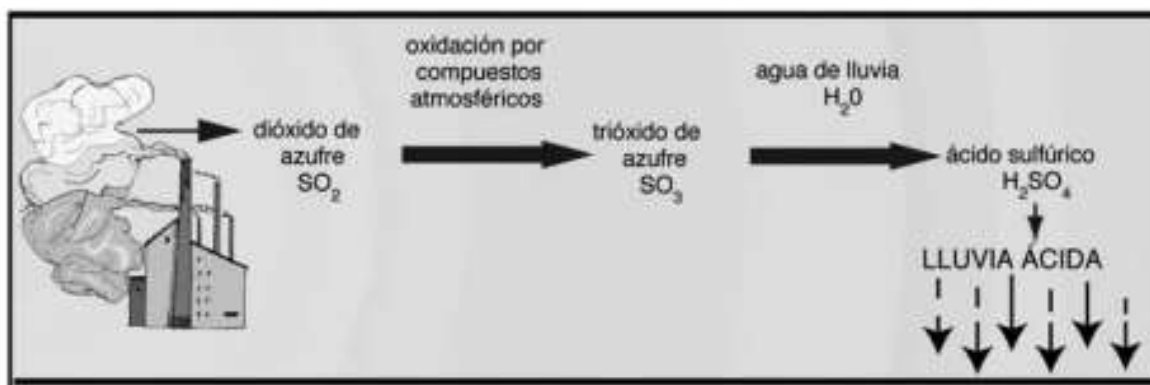 oxidación por
compuestos
atmosféricos
agua de lluvia
H₂0
dióxido de
azufre
SO₂
trióxido de
azufre
SO₃
ácido sulfúrico
H₂SO₄
LLUVIA ÁCIDA